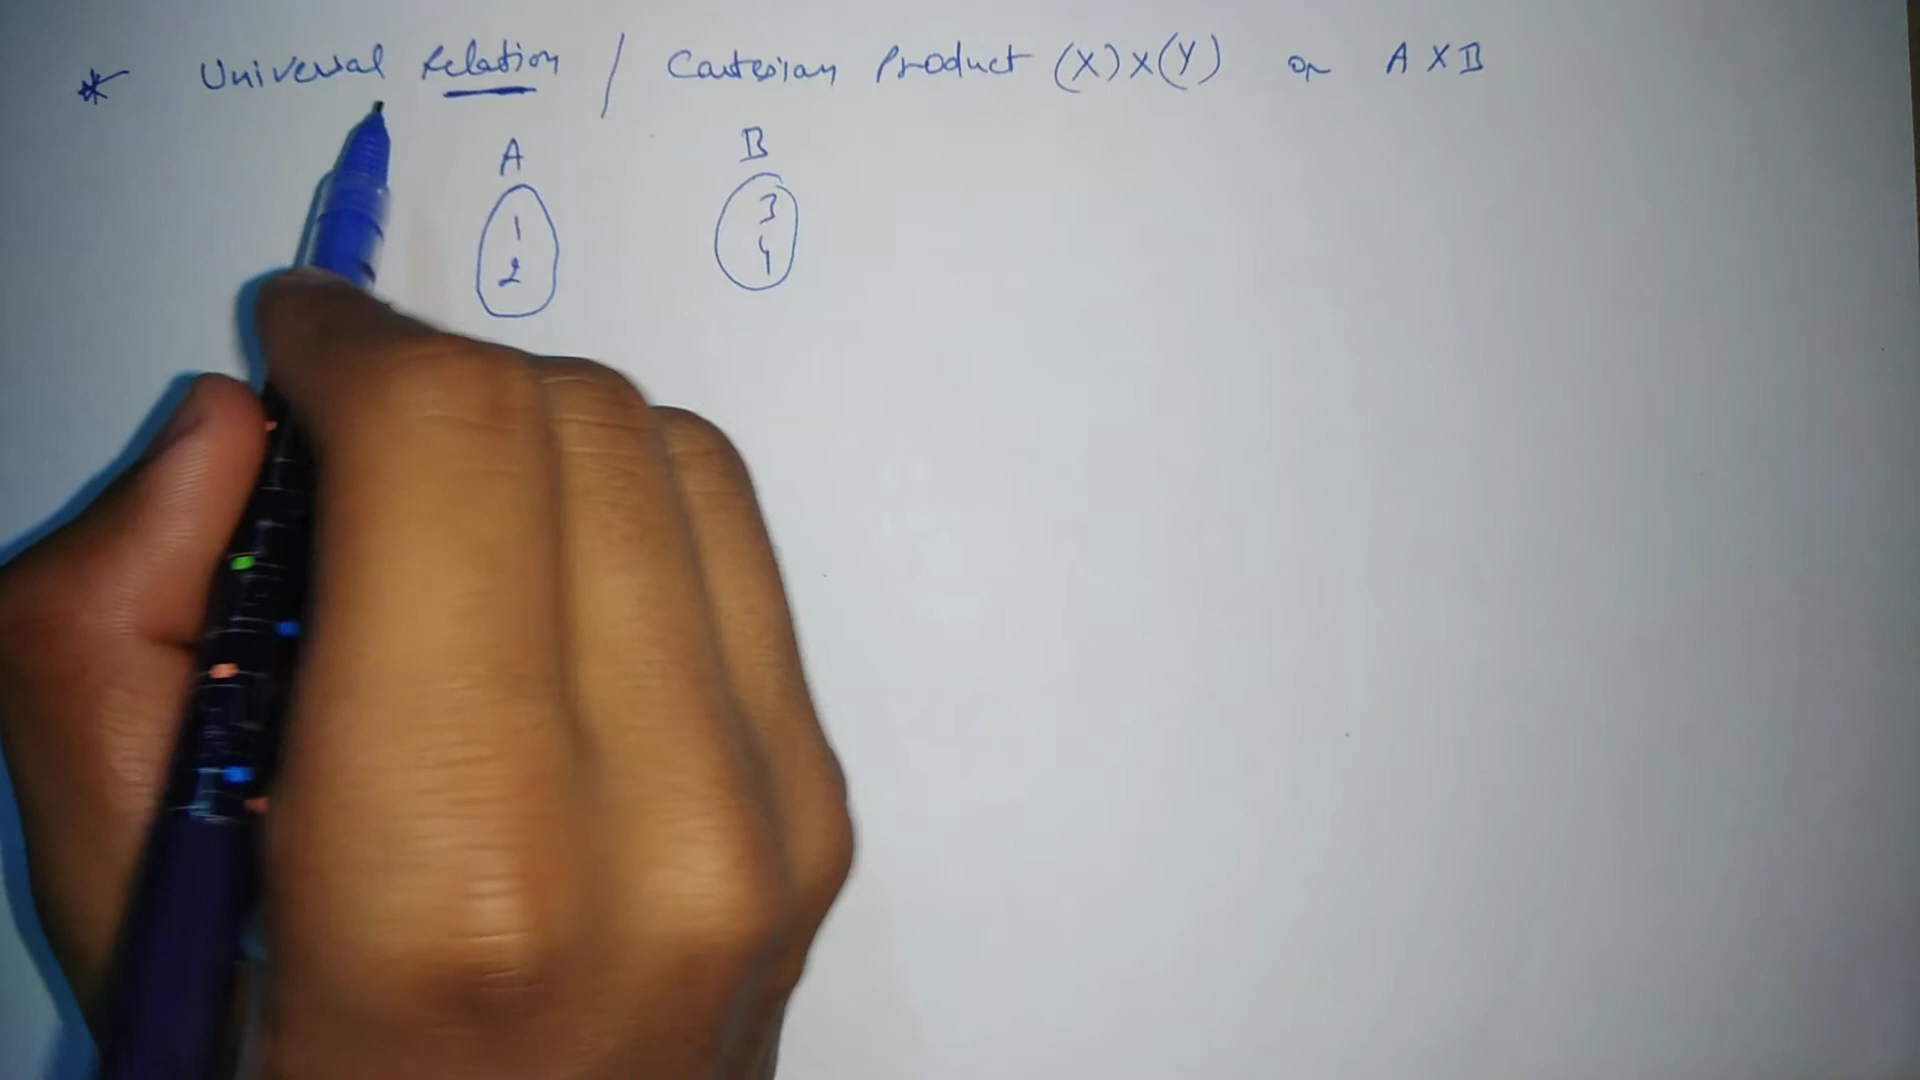 * Universal Relation / Cartesian Product (X)x(Y) or A X B
A B
1 3
2 4